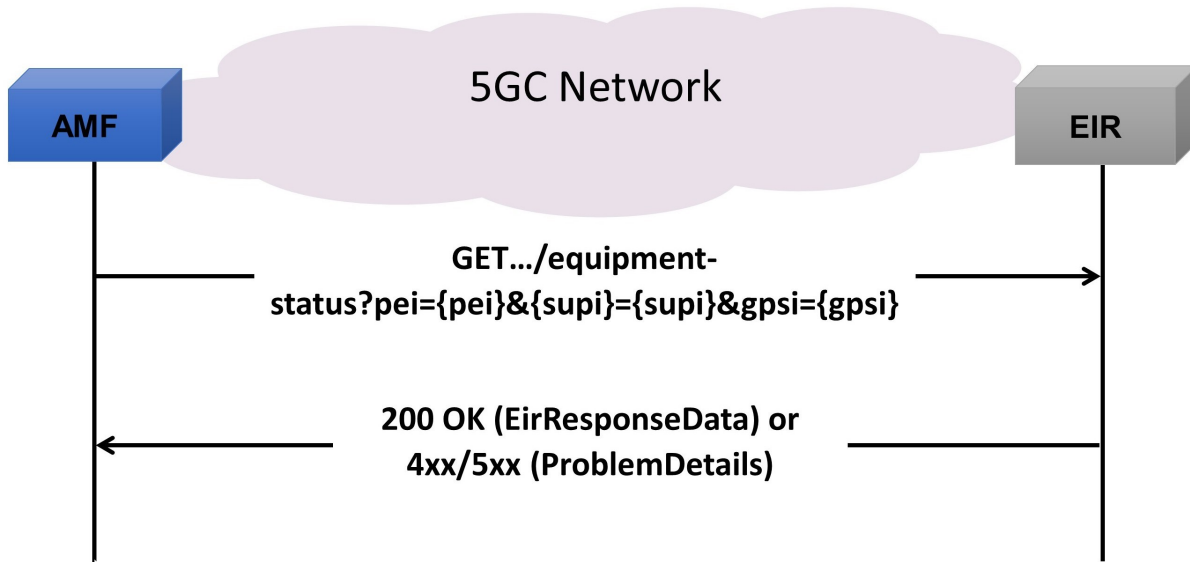 5GC Network
AMF
EIR
GET.../equipment-
status?pei={pei}&{supi}={supi}&gpsi={gpsi}
200 OK (EirResponseData) or
4xx/5xx (ProblemDetails)